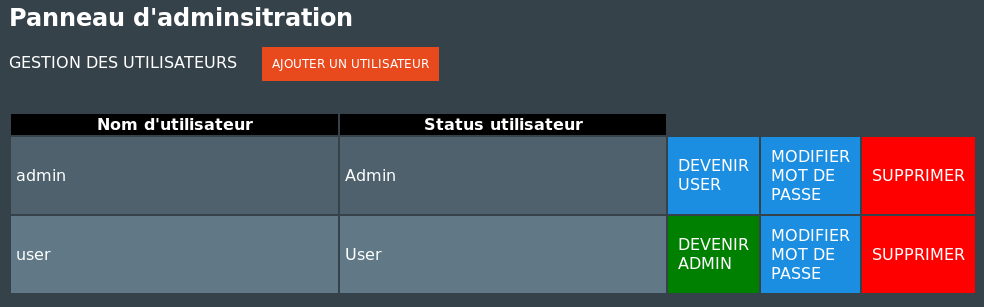 Panneau d'adminsitration
GESTION DES UTILISATEURS AJOUTER UN UTILISATEUR
Nom d'utilisateur Status utilisateur
admin Admin DEVENIR USER MODIFIER MOT DE PASSE SUPPRIMER
user User DEVENIR ADMIN MODIFIER MOT DE PASSE SUPPRIMER